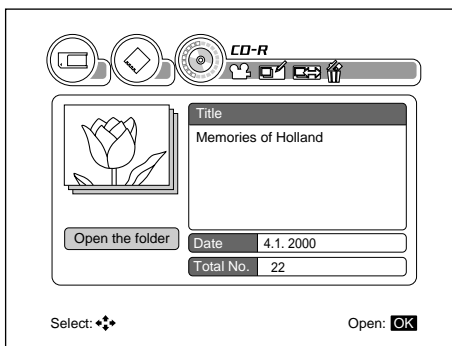 CD-R
Title
Memories of Holland
Open the folder
Date 4.1. 2000
Total No. 22
Select:
Open: OK